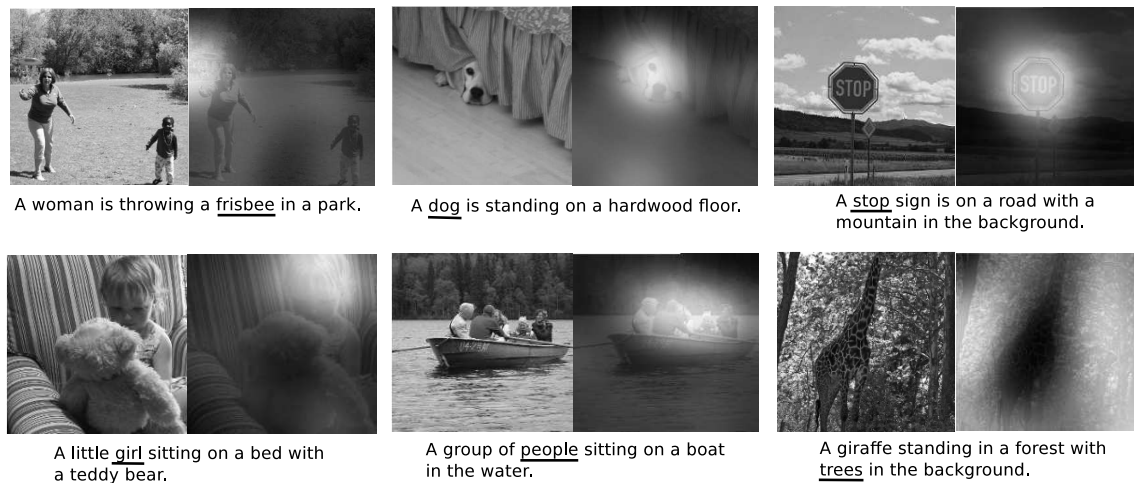 STOP
STOP
A woman is throwing a frisbee in a park.
A dog is standing on a hardwood floor.
A stop sign is on a road with a
mountain in the background.
A little girl sitting on a bed with
a teddy bear.
A group of people sitting on a boat
in the water.
A giraffe standing in a forest with
trees in the background.